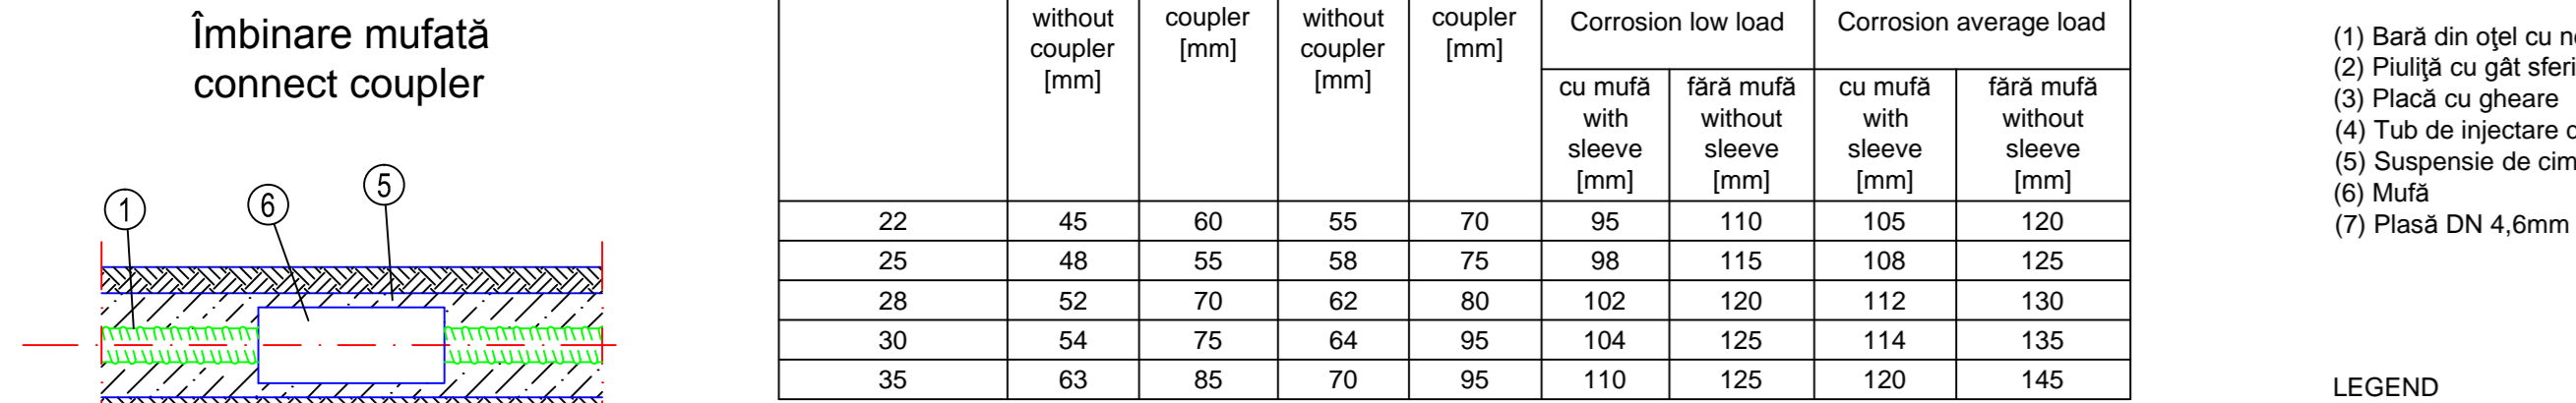 Îmbinare mufată
connect coupler
1
6
5
without
coupler
[mm]
coupler
[mm]
without
coupler
[mm]
coupler
[mm]
Corrosion low load
Corrosion average load
cu mufă
with
sleeve
[mm]
fără mufă
without
sleeve
[mm]
cu mufă
with
sleeve
[mm]
fără mufă
without
sleeve
[mm]
22 45 60 55 70 95 110 105 120
25 48 55 58 75 98 115 108 125
28 52 70 62 80 102 120 112 130
30 54 75 64 95 104 125 114 135
35 63 85 70 95 110 125 120 145
(1) Bară din oţel cu
(2) Piuliţă cu gât
(3) Placă cu gheare
(4) Tub de injectare
(5) Suspensie de
(6) Mufă
(7) Plasă DN 4,6mm
LEGEND